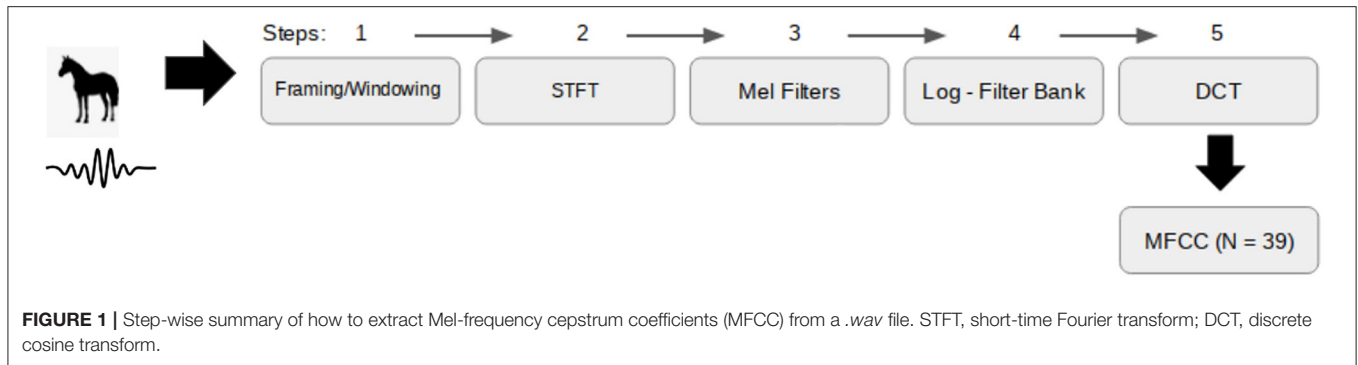 Steps: 1 2 3 4 5
Framing/Windowing STFT Mel Filters Log - Filter Bank DCT
MFCC (N = 39)
FIGURE 1 | Step-wise summary of how to extract Mel-frequency cepstrum coefficients (MFCC) from a .wav file. STFT, short-time Fourier transform; DCT, discrete
cosine transform.